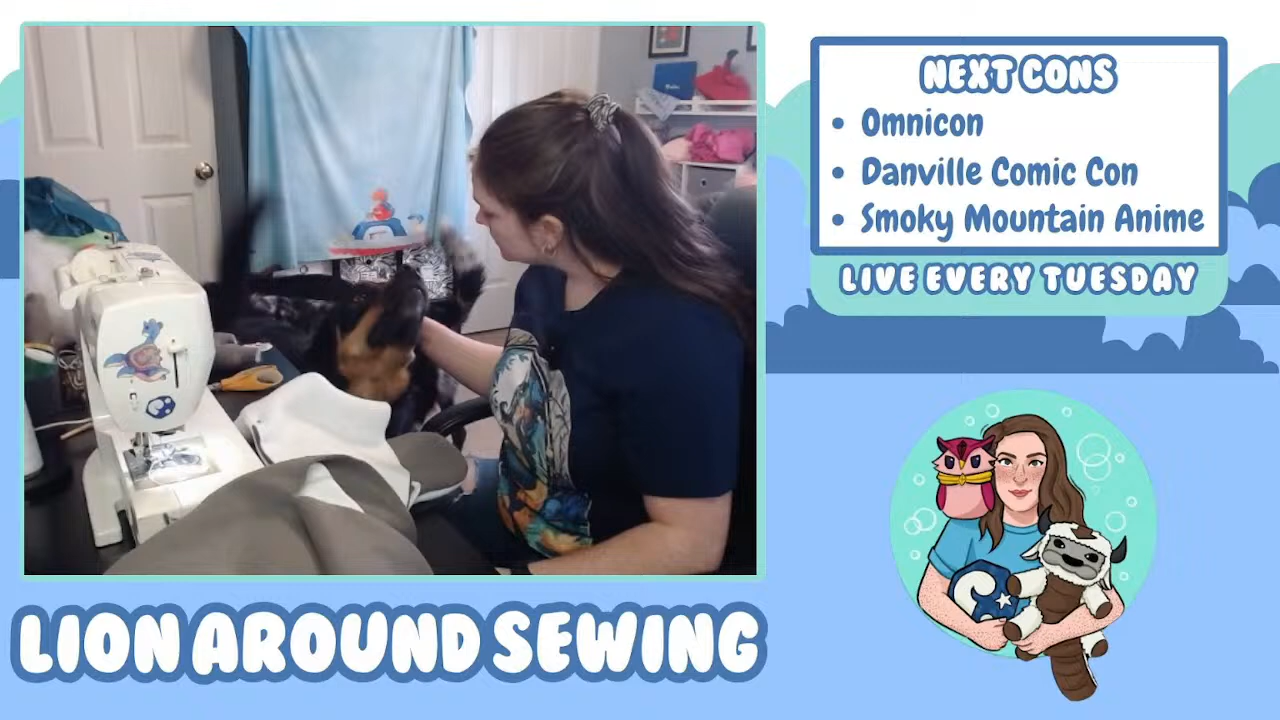 NEXT CONS
• Omnicon
• Danville Comic Con
• Smoky Mountain Anime
LIVE EVERY TUESDAY
LION AROUND SEWING